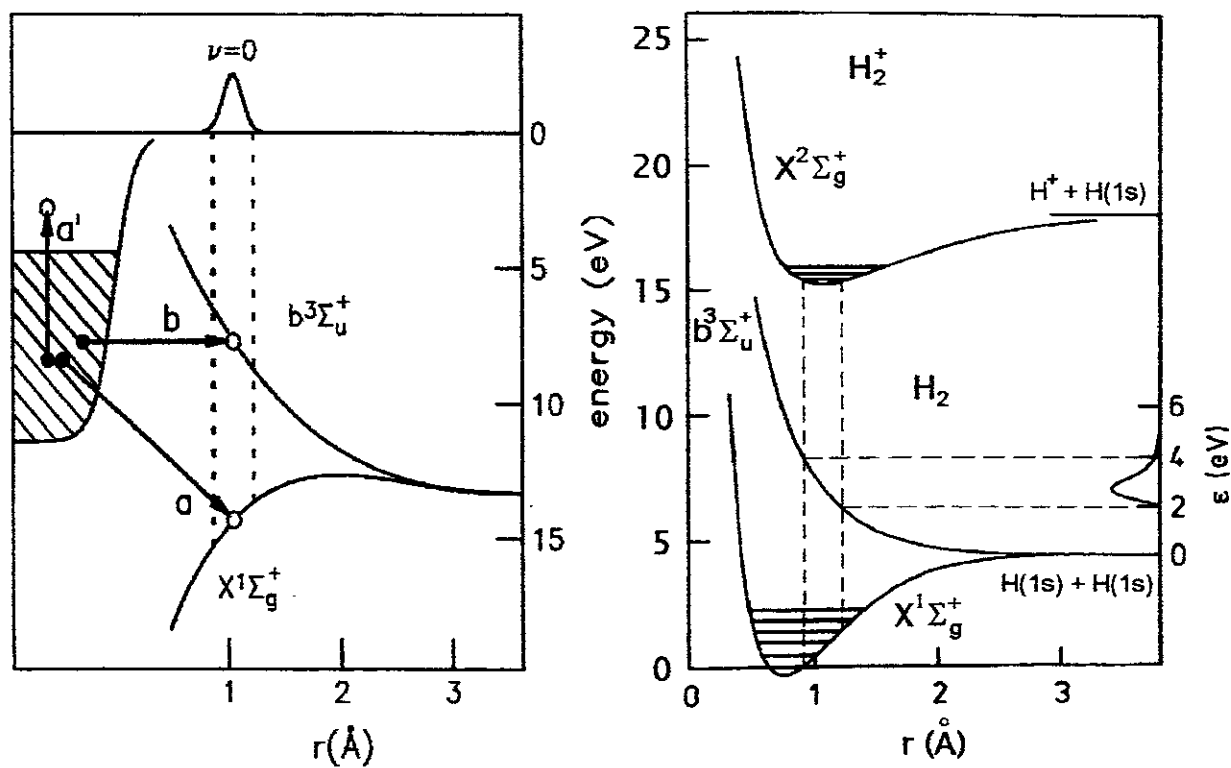 ν=0
0
5
10
15
energy (eV)
a'
b
a
b³Σᵤ⁺
X¹Σg⁺
1
2
3
r(Å)
25
20
15
10
5
0
H₂⁺
X²Σg⁺
H⁺ + H(1s)
b³Σᵤ⁺
H₂
6
4
2
0
ε (eV)
H(1s) + H(1s)
X¹Σg⁺
0
1
2
3
r (Å)